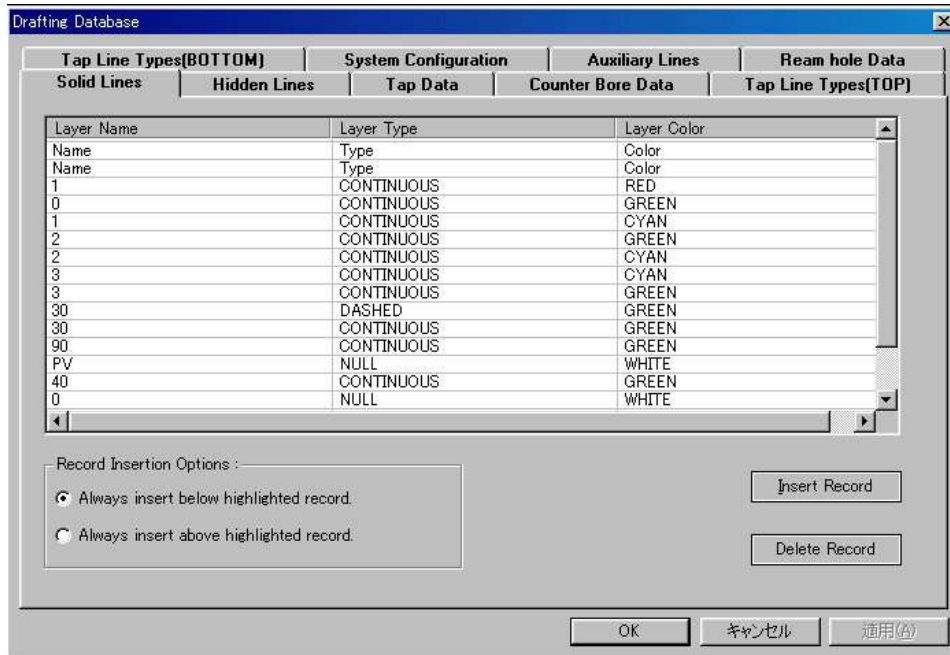 Drafting Database
Tap Line Types(BOTTOM) System Configuration Auxiliary Lines Ream hole Data
Solid Lines Hidden Lines Tap Data Counter Bore Data Tap Line Types(TOP)
Layer Name Layer Type Layer Color
Name Type Color
Name Type Color
1 CONTINUOUS RED
0 CONTINUOUS GREEN
1 CONTINUOUS CYAN
2 CONTINUOUS GREEN
2 CONTINUOUS CYAN
3 CONTINUOUS CYAN
3 CONTINUOUS GREEN
30 DASHED GREEN
30 CONTINUOUS GREEN
90 CONTINUOUS GREEN
PV NULL WHITE
40 CONTINUOUS GREEN
0 NULL WHITE
Record Insertion Options :
Always insert below highlighted record.
Always insert above highlighted record.
Insert Record
Delete Record
OK キャンセル 適用(A)